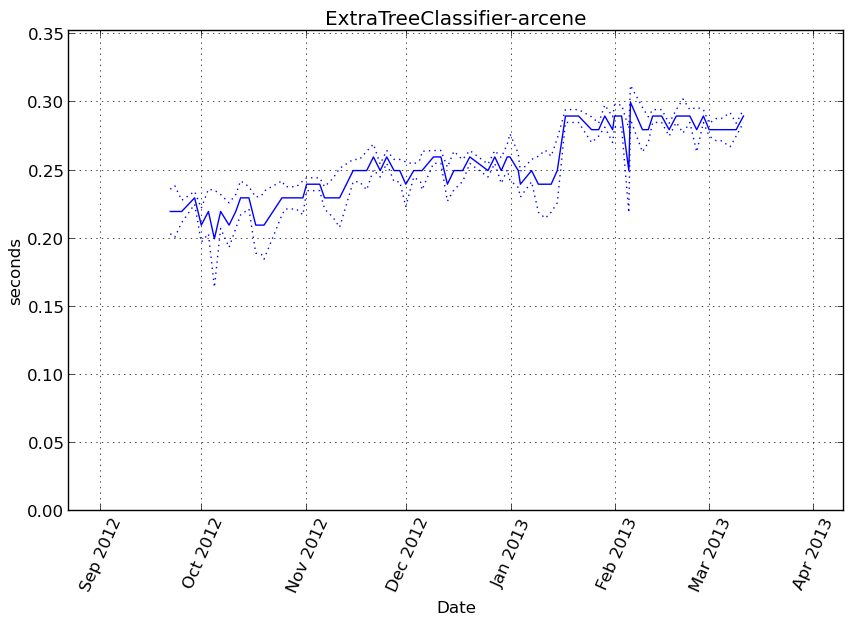 ExtraTreeClassifier-arcene
0.35
0.30
0.25
0.20
0.15
0.10
0.05
0.00
seconds
Sep 2012
Oct 2012
Nov 2012
Dec 2012
Jan 2013
Feb 2013
Mar 2013
Apr 2013
Date